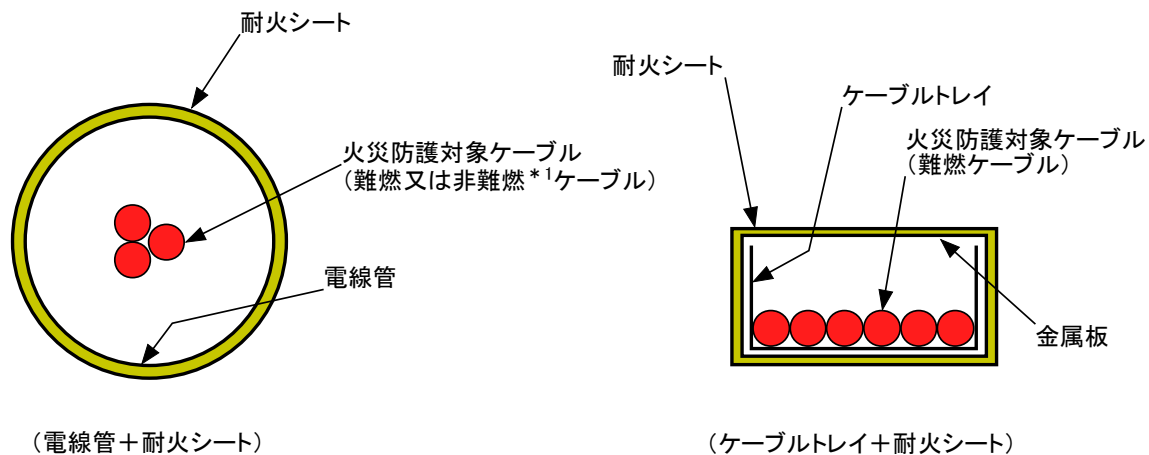 耐火シート
火災防護対象ケーブル
（難燃又は非難燃＊１ケーブル）
電線管
（電線管＋耐火シート）
耐火シート
ケーブルトレイ
火災防護対象ケーブル
（難燃ケーブル）
金属板
（ケーブルトレイ＋耐火シート）